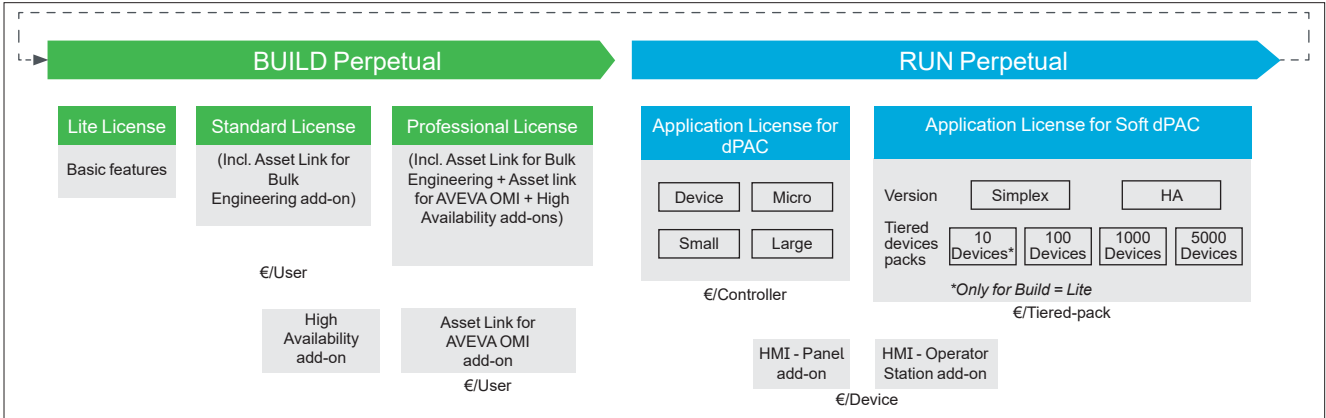 BUILD Perpetual
RUN Perpetual
Lite License
Basic features
Standard License
(Incl. Asset Link for
Bulk
Engineering add-on)
Professional License
(Incl. Asset Link for Bulk
Engineering + Asset link
for AVEVA OMI + High
Availability add-ons)
€/User
High
Availability
add-on
Asset Link for
AVEVA OMI
add-on
€/User
Application License for
dPAC
Device
Micro
Small
Large
€/Controller
Application License for Soft dPAC
Version
Simplex
HA
Tiered
devices
packs
10
Devices*
100
Devices
1000
Devices
5000
Devices
*Only for Build = Lite
€/Tiered-pack
HMI - Panel
add-on
HMI - Operator
Station add-on
€/Device